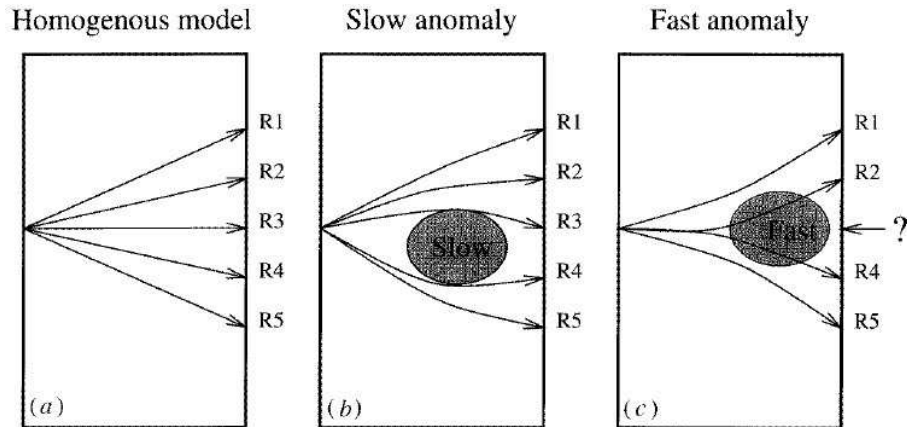 Homogenous model
Slow anomaly
Fast anomaly
R1
R2
R3
R4
R5
(a)
R1
R2
R3
R4
R5
Slow
(b)
R1
R2
?
R4
R5
Fast
(c)